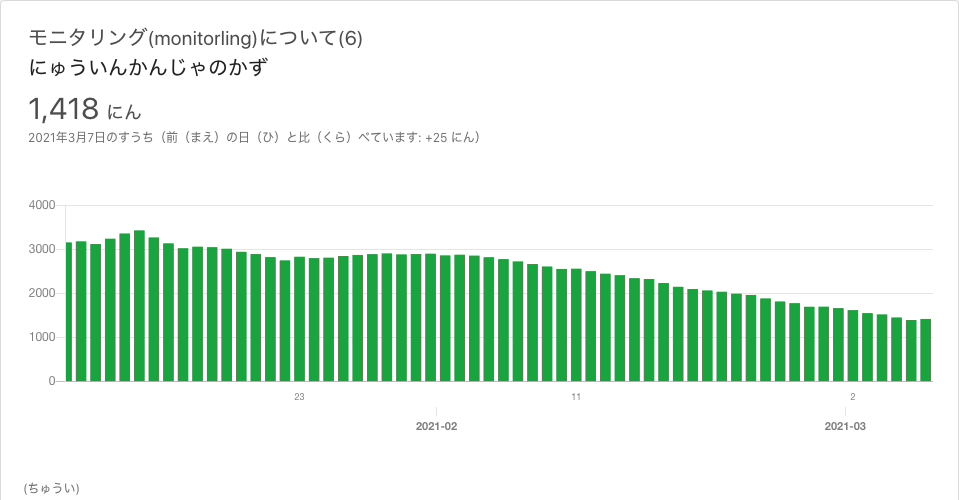 モニタリング(monitorling)について(6)
にゅういんかんじゃのかず
1,418 にん
2021年3月7日のすうち（前（まえ）の日（ひ）と比（くら）べています: +25 にん）
4000
3000
2000
1000
0
23
11
2
2021-02
2021-03
(ちゅうい)